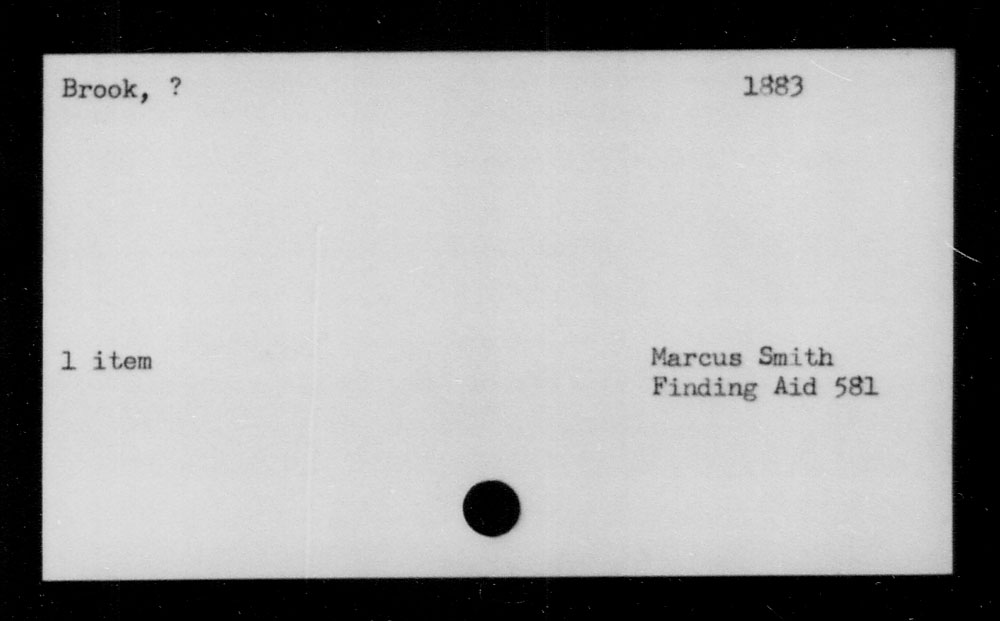 Brook, ? 1883
1 item
Marcus Smith
Finding Aid 581